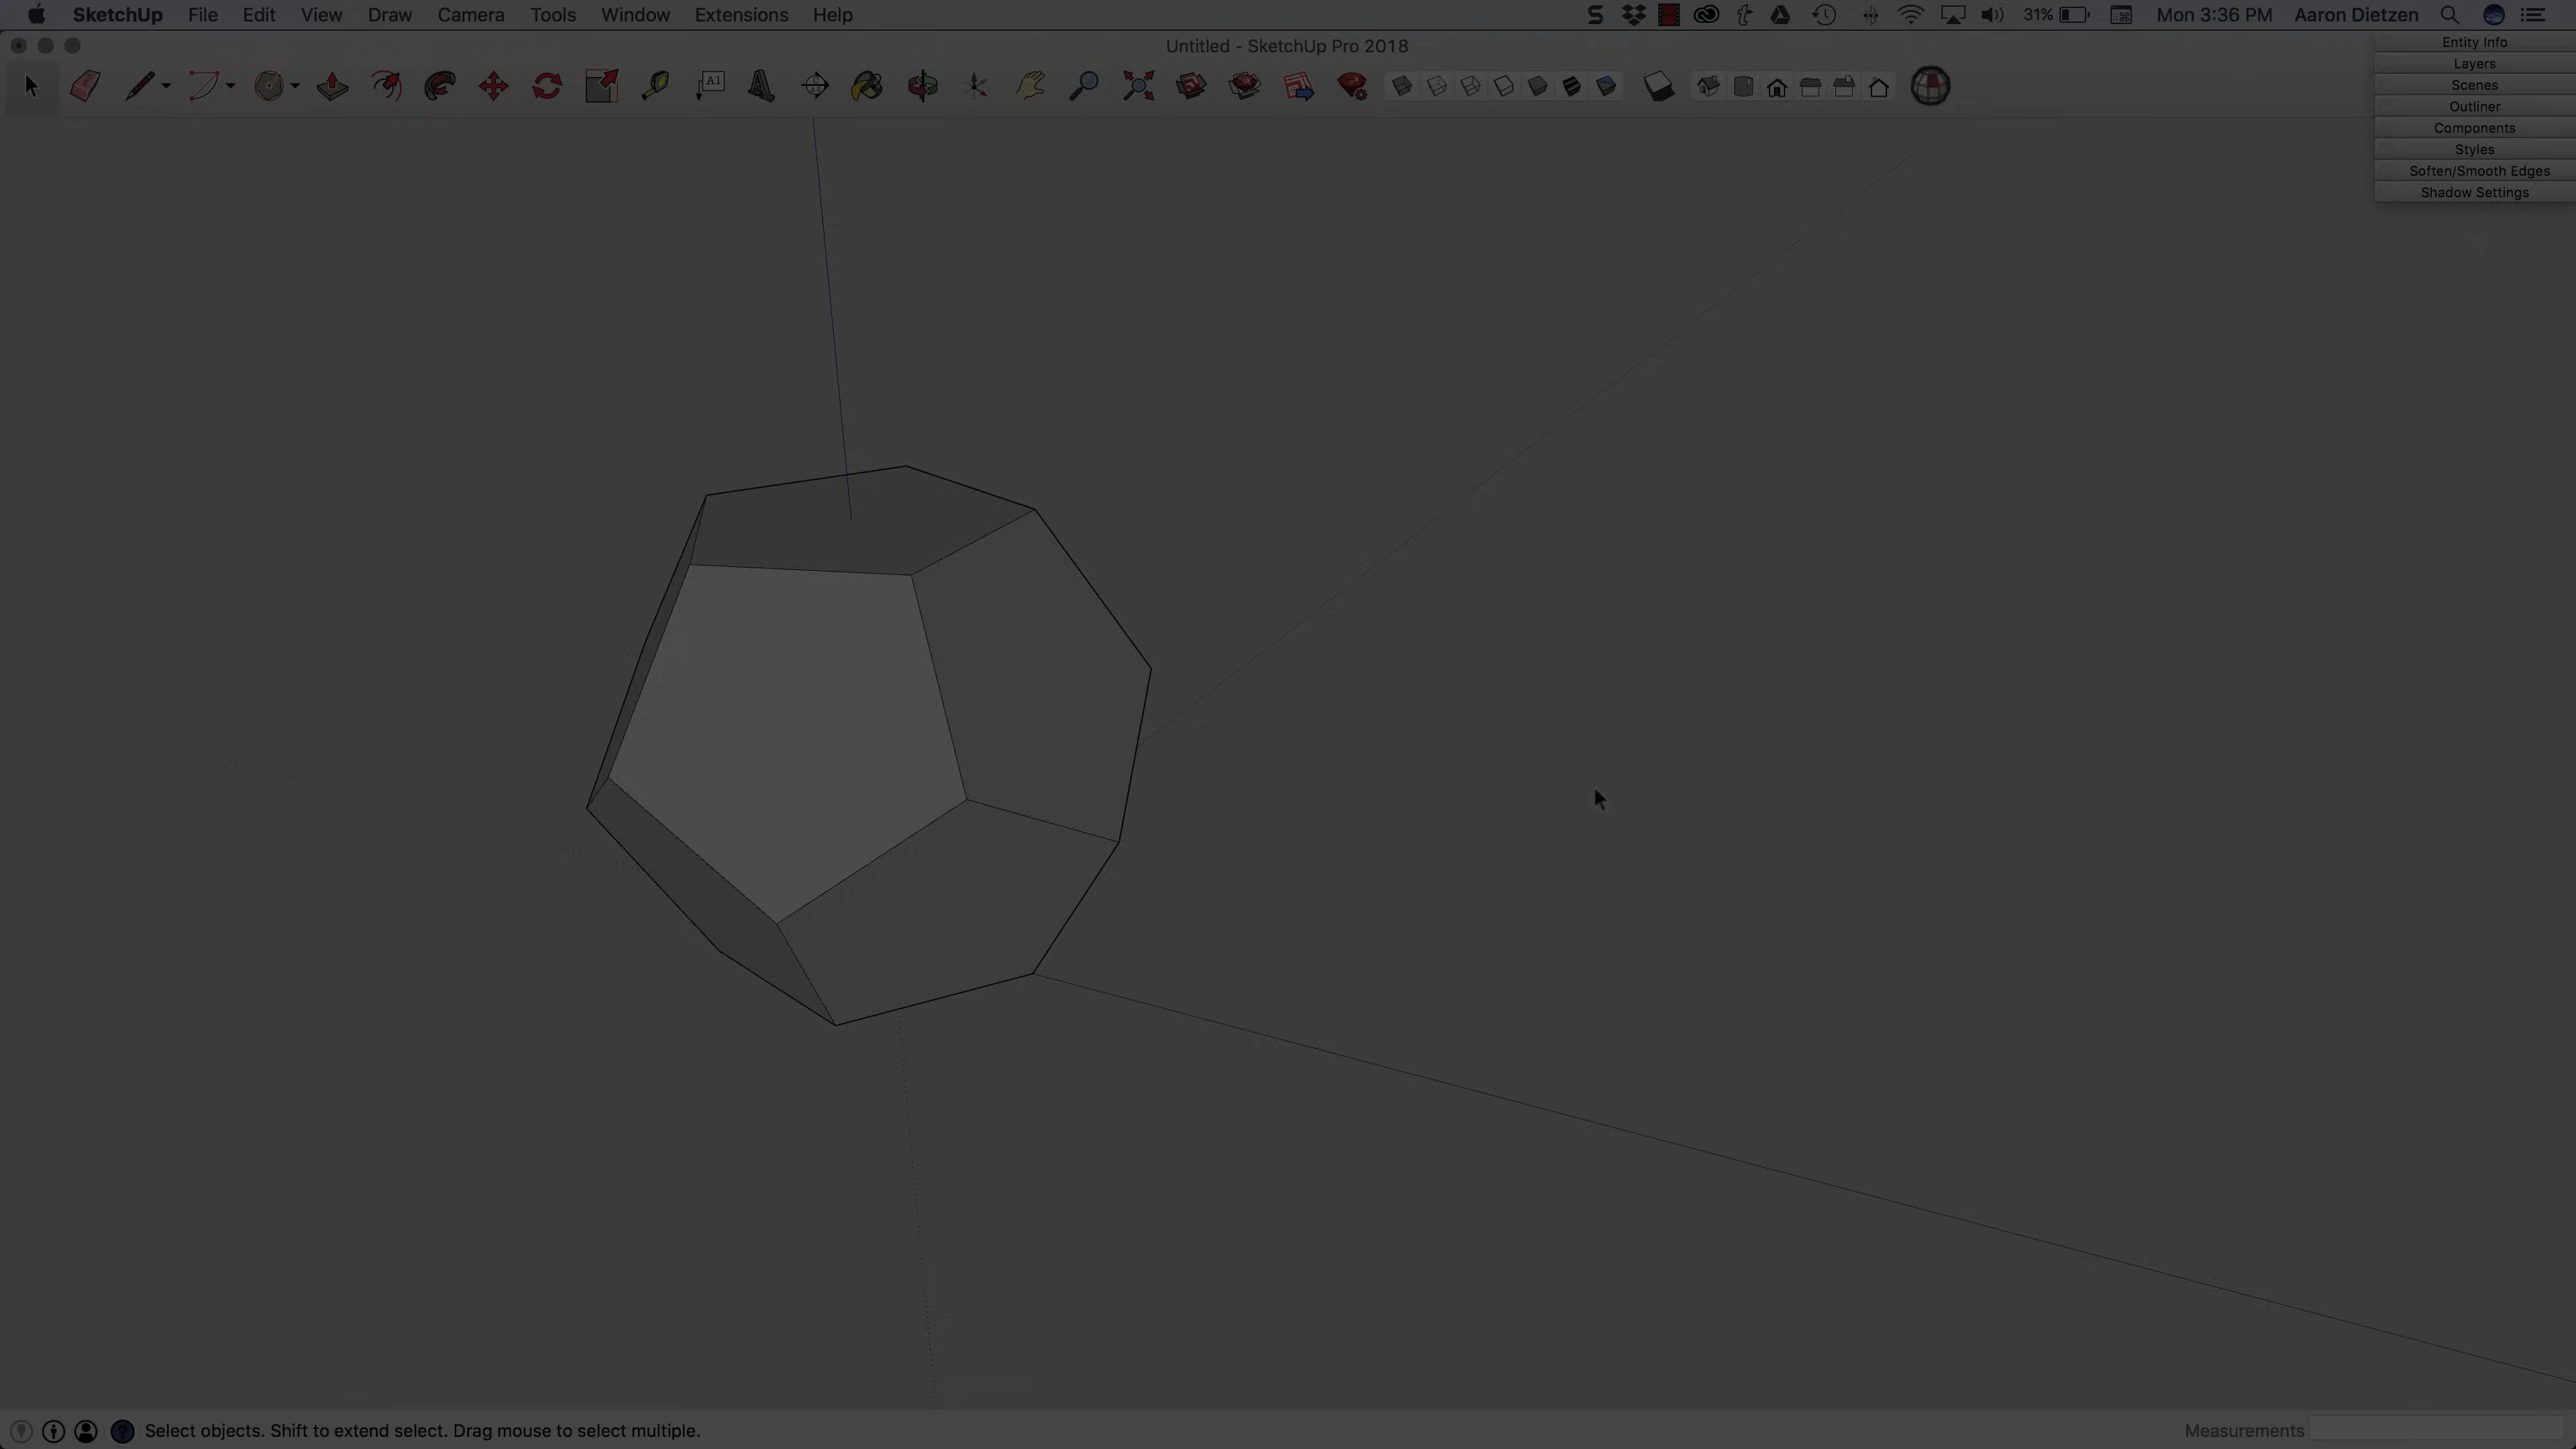 SketchUp File Edit View Draw Camera Tools Window Extensions Help 31% Mon 3:36 PM Aaron Dietzen
Untitled - SketchUp Pro 2018
Entity Info
Layers
Scenes
Outliner
Components
Styles
Soften/Smooth Edges
Shadow Settings
A1
Select objects. Shift to extend select. Drag mouse to select multiple.
Measurements